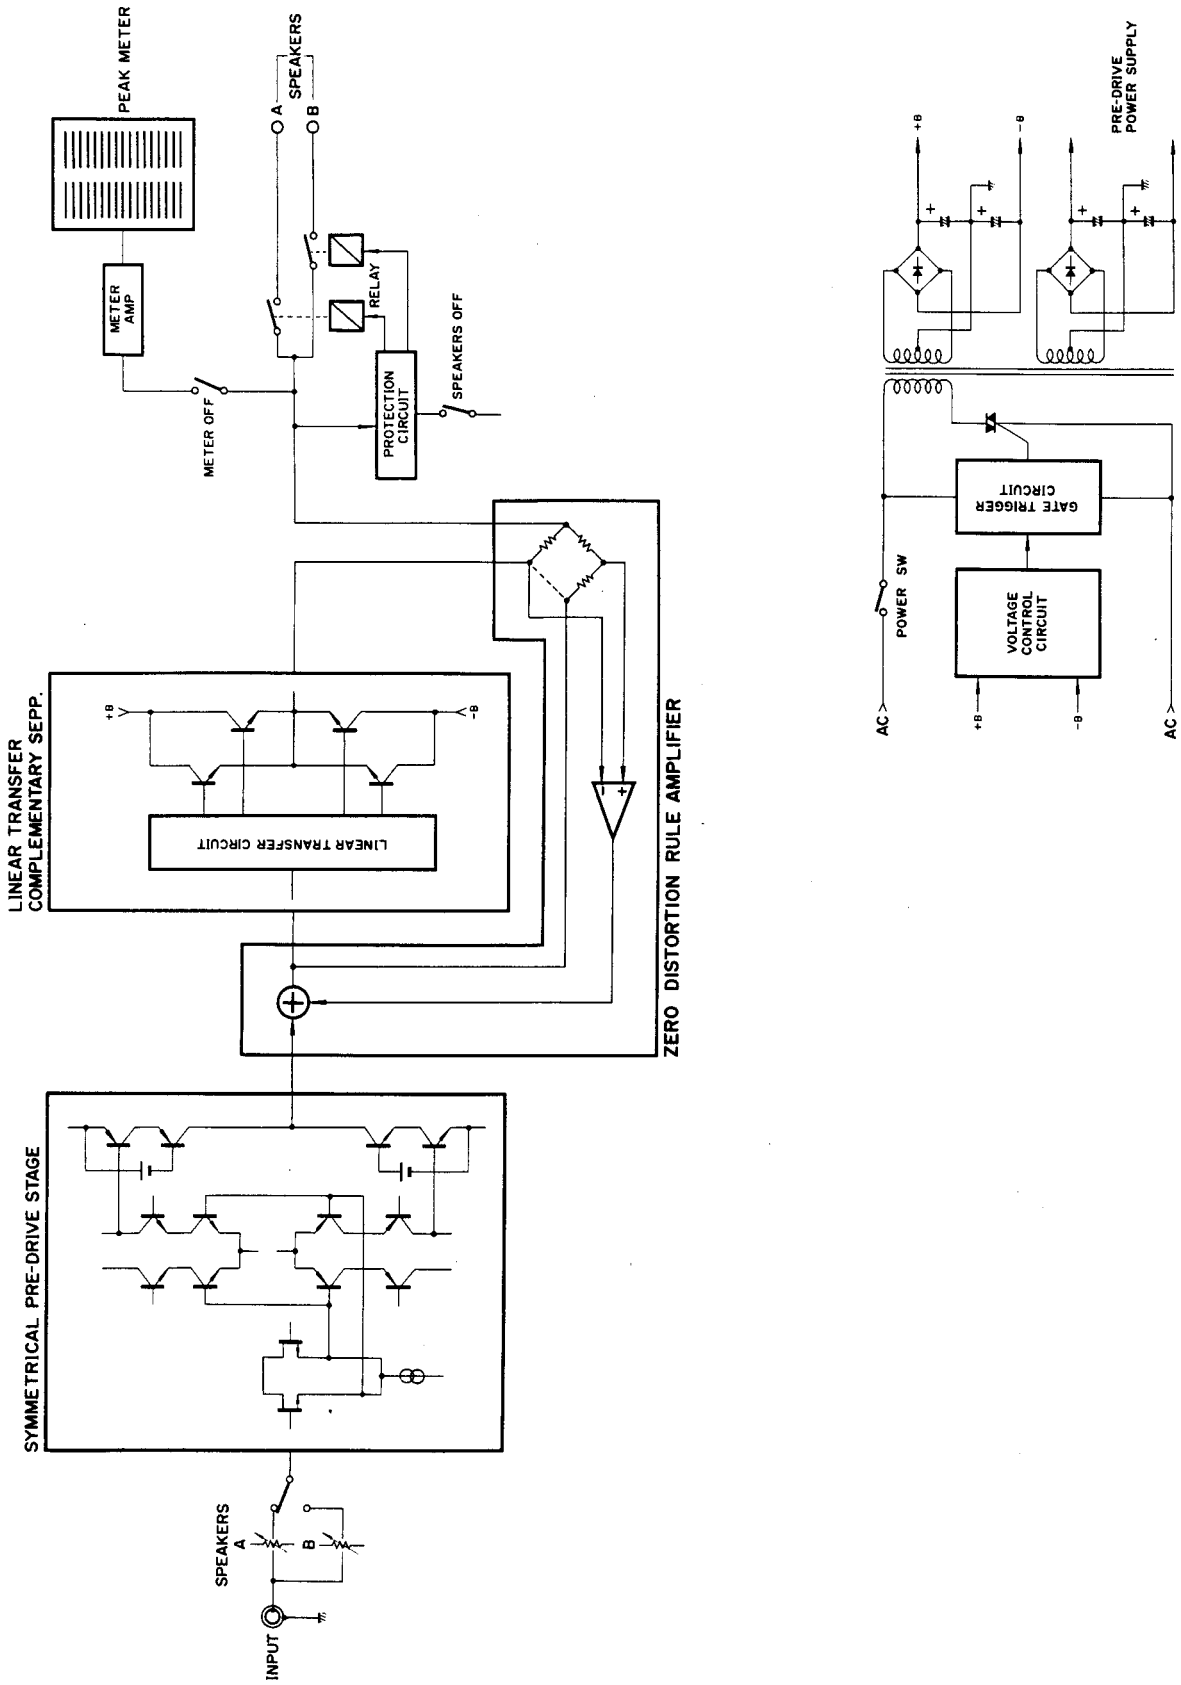 INPUT
SPEAKERS
A
B
SYMMETRICAL PRE-DRIVE STAGE
LINEAR TRANSFER
COMPLEMENTARY SEPP.
LINEAR TRANSFER CIRCUIT
+B
-B
+
-
+
ZERO DISTORTION RULE AMPLIFIER
METER OFF
METER
AMP
PEAK METER
PROTECTION
CIRCUIT
RELAY
SPEAKERS OFF
A
B
SPEAKERS
AC
AC
POWER SW
+B
-B
VOLTAGE
CONTROL
CIRCUIT
GATE TRIGGER
CIRCUIT
+
+
+B
-B
+
+
PRE-DRIVE
POWER SUPPLY